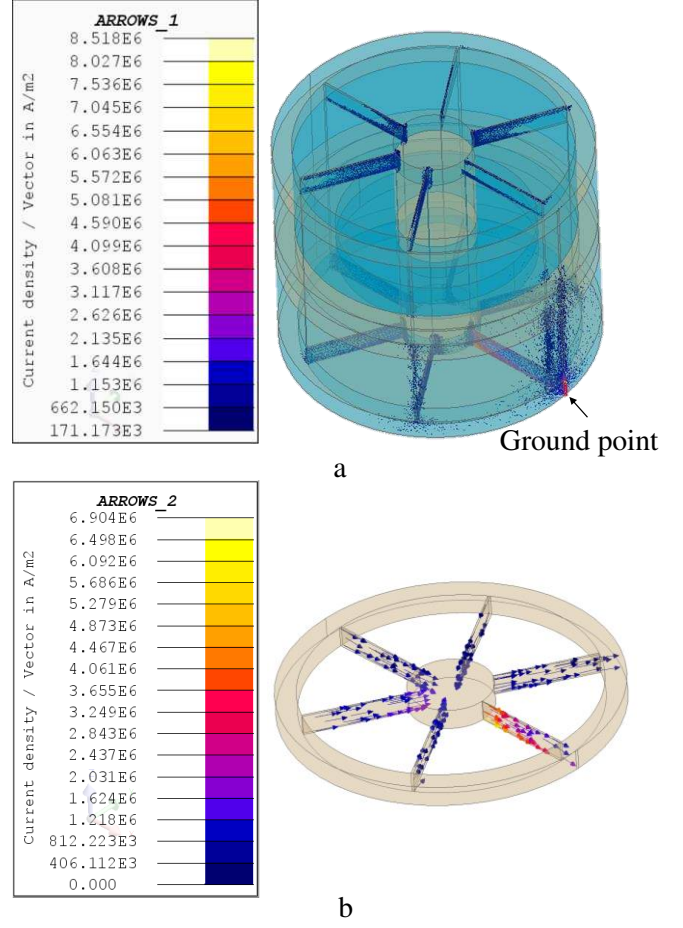 ARROWS_1
Current density / Vector in A/m2
8.518E6
8.027E6
7.536E6
7.045E6
6.554E6
6.063E6
5.572E6
5.081E6
4.590E6
4.099E6
3.608E6
3.117E6
2.626E6
2.135E6
1.644E6
1.153E6
662.150E3
171.173E3
Ground point
a
ARROWS_2
Current density / Vector in A/m2
6.904E6
6.498E6
6.092E6
5.686E6
5.279E6
4.873E6
4.467E6
4.061E6
3.655E6
3.249E6
2.843E6
2.437E6
2.031E6
1.624E6
1.218E6
812.223E3
406.112E3
0.000
b